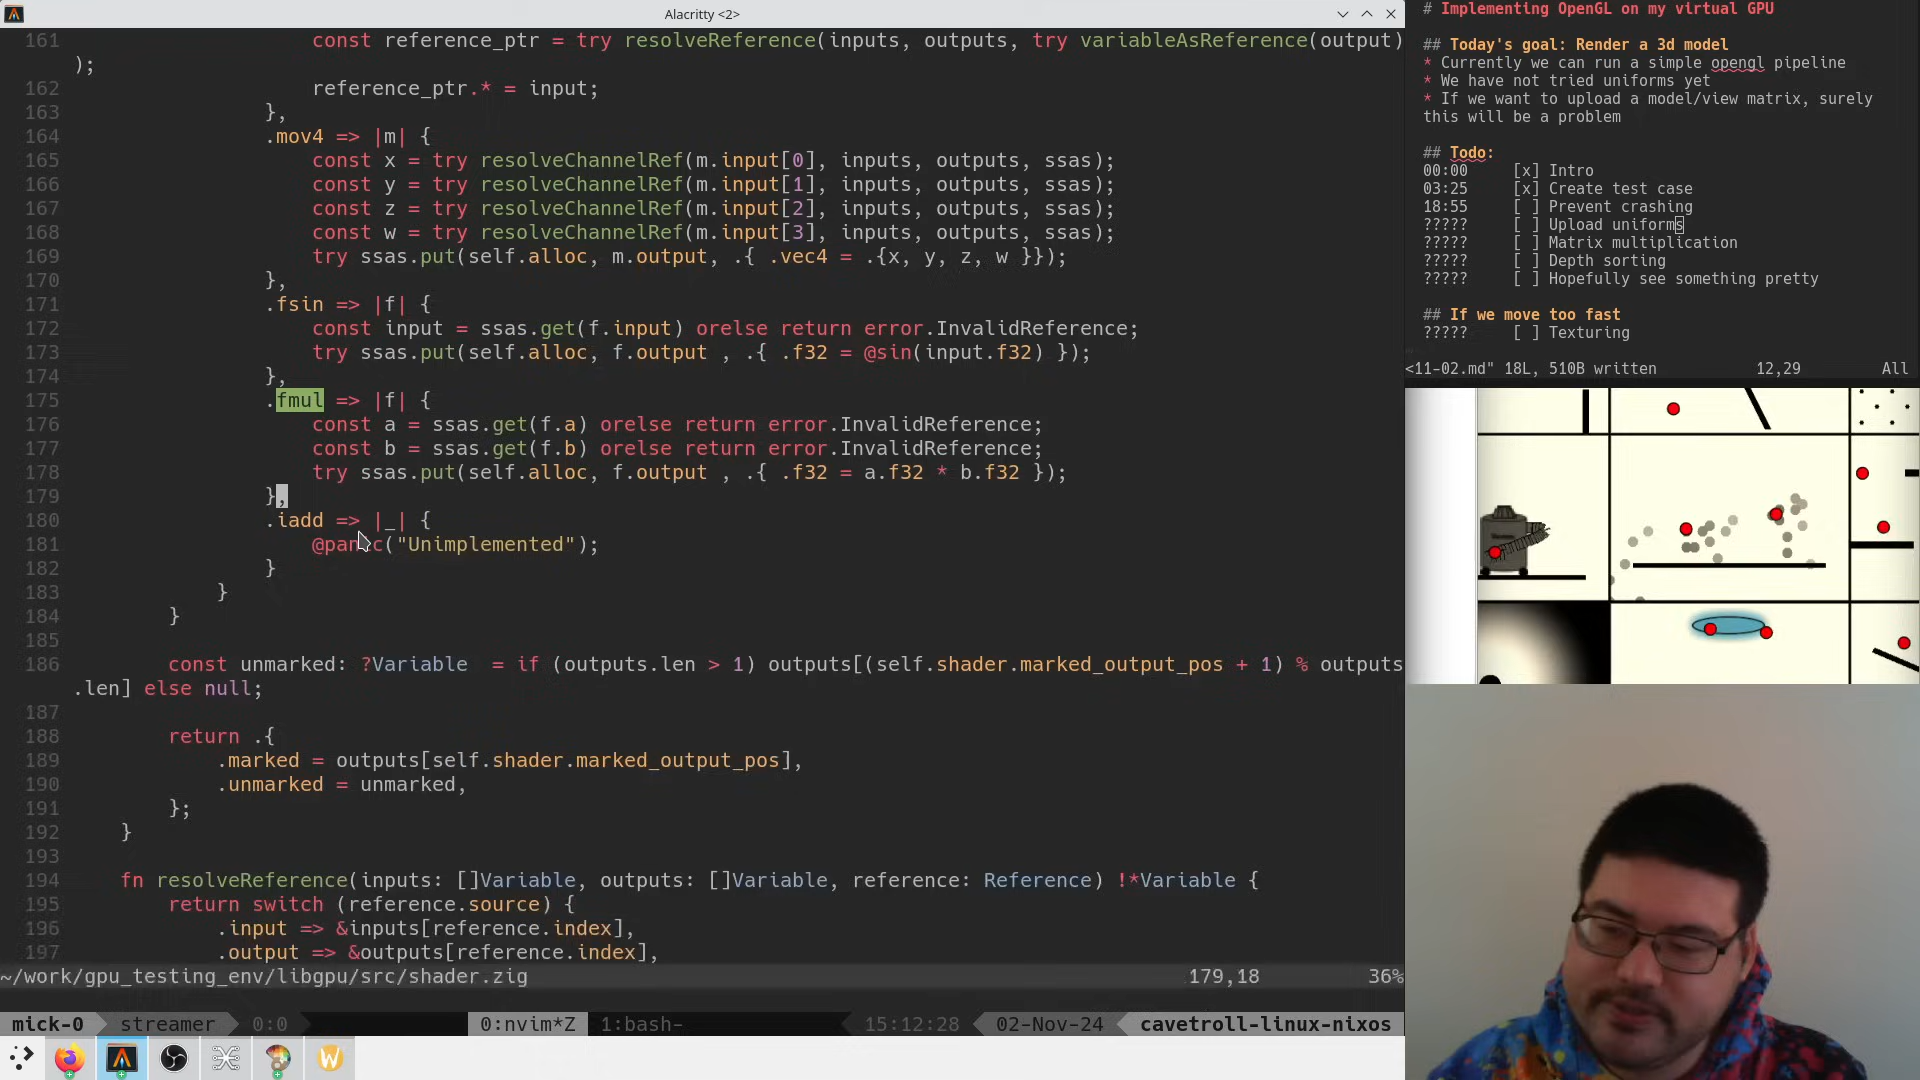 Alacritty <2>
161 const reference_ptr = try resolveReference(inputs, outputs, try variableAsReference(output)
);
162 reference_ptr.* = input;
163 },
164 .mov4 => |m| {
165 const x = try resolveChannelRef(m.input[0], inputs, outputs, ssas);
166 const y = try resolveChannelRef(m.input[1], inputs, outputs, ssas);
167 const z = try resolveChannelRef(m.input[2], inputs, outputs, ssas);
168 const w = try resolveChannelRef(m.input[3], inputs, outputs, ssas);
169 try ssas.put(self.alloc, m.output, .{ .vec4 = .{x, y, z, w }});
170 },
171 .fsin => |f| {
172 const input = ssas.get(f.input) orelse return error.InvalidReference;
173 try ssas.put(self.alloc, f.output , .{ .f32 = @sin(input.f32) });
174 },
175 .fmul => |f| {
176 const a = ssas.get(f.a) orelse return error.InvalidReference;
177 const b = ssas.get(f.b) orelse return error.InvalidReference;
178 try ssas.put(self.alloc, f.output , .{ .f32 = a.f32 * b.f32 });
179 },
180 .iadd => |_| {
181 @panic("Unimplemented");
182 }
183 }
184 }
185
186 const unmarked: ?Variable = if (outputs.len > 1) outputs[(self.shader.marked_output_pos + 1) % outputs
.len] else null;
187
188 return .{
189 .marked = outputs[self.shader.marked_output_pos],
190 .unmarked = unmarked,
191 };
192 }
193
194 fn resolveReference(inputs: []Variable, outputs: []Variable, reference: Reference) !*Variable {
195 return switch (reference.source) {
196 .input => &inputs[reference.index],
197 .output => &outputs[reference.index],
~/work/gpu_testing_env/libgpu/src/shader.zig 179,18 36%
mick-0 streamer 0:0 0:nvim*Z 1:bash- 15:12:28 02-Nov-24 cavetroll-linux-nixos
# Implementing OpenGL on my virtual GPU
## Today's goal: Render a 3d model
* Currently we can run a simple opengl pipeline
* We have not tried uniforms yet
* If we want to upload a model/view matrix, surely
this will be a problem
## Todo:
00:00 [x] Intro
03:25 [x] Create test case
18:55 [ ] Prevent crashing
????? [ ] Upload uniforms
????? [ ] Matrix multiplication
????? [ ] Depth sorting
????? [ ] Hopefully see something pretty
## If we move too fast
????? [ ] Texturing
<11-02.md" 18L, 510B written 12,29 All